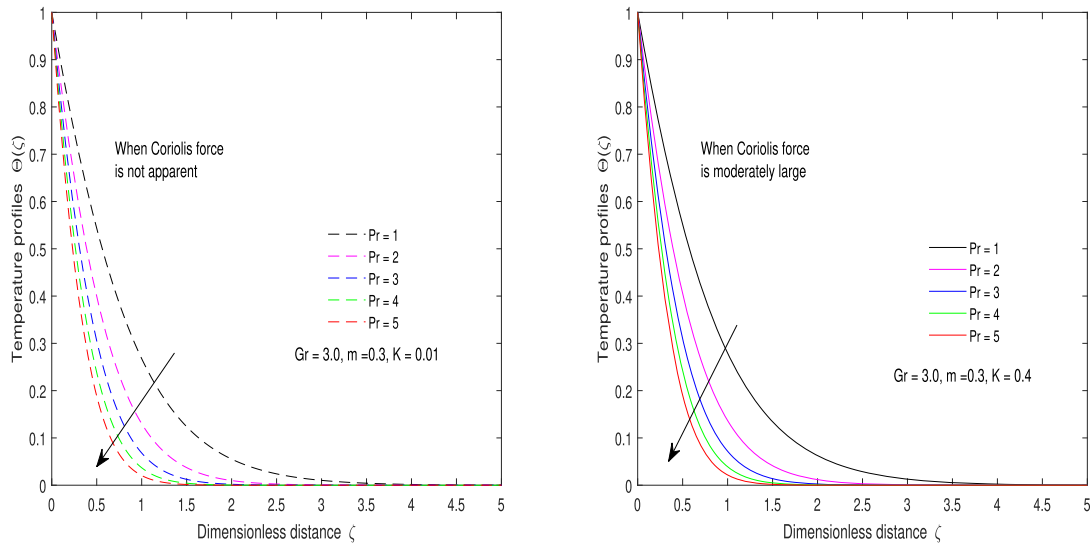 1
0.9
0.8
0.7
0.6
0.5
0.4
0.3
0.2
0.1
0
Temperature profiles Θ(ζ)
When Coriolis force
is not apparent
Pr = 1
Pr = 2
Pr = 3
Pr = 4
Pr = 5
Gr = 3.0, m =0.3, K = 0.01
0 0.5 1 1.5 2 2.5 3 3.5 4 4.5 5
Dimensionless distance ζ
1
0.9
0.8
0.7
0.6
0.5
0.4
0.3
0.2
0.1
0
Temperature profiles Θ(ζ)
When Coriolis force
is moderately large
Pr = 1
Pr = 2
Pr = 3
Pr = 4
Pr = 5
Gr = 3.0, m =0.3, K = 0.4
0 0.5 1 1.5 2 2.5 3 3.5 4 4.5 5
Dimensionless distance ζ